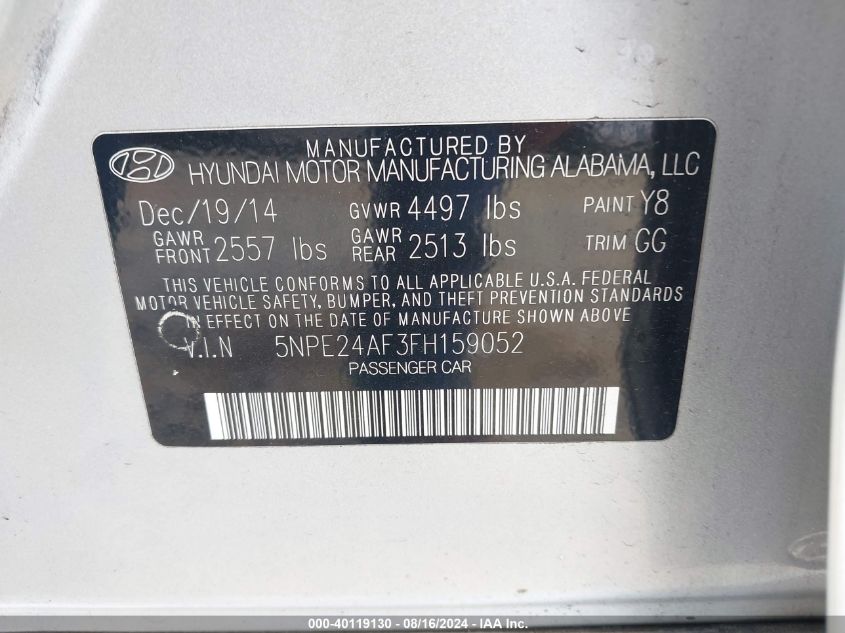 MANUFACTURED BY
HYUNDAI MOTOR MANUFACTURING ALABAMA, LLC
Dec/19/14 GVWR 4497 lbs PAINT Y8
GAWR FRONT 2557 lbs GAWR REAR 2513 lbs TRIM GG
THIS VEHICLE CONFORMS TO ALL APPLICABLE U.S.A. FEDERAL
MOTOR VEHICLE SAFETY, BUMPER, AND THEFT PREVENTION STANDARDS
IN EFFECT ON THE DATE OF MANUFACTURE SHOWN ABOVE
V.I.N 5NPE24AF3FH159052
PASSENGER CAR
000-40119130 - 08/16/2024 - IAA Inc.